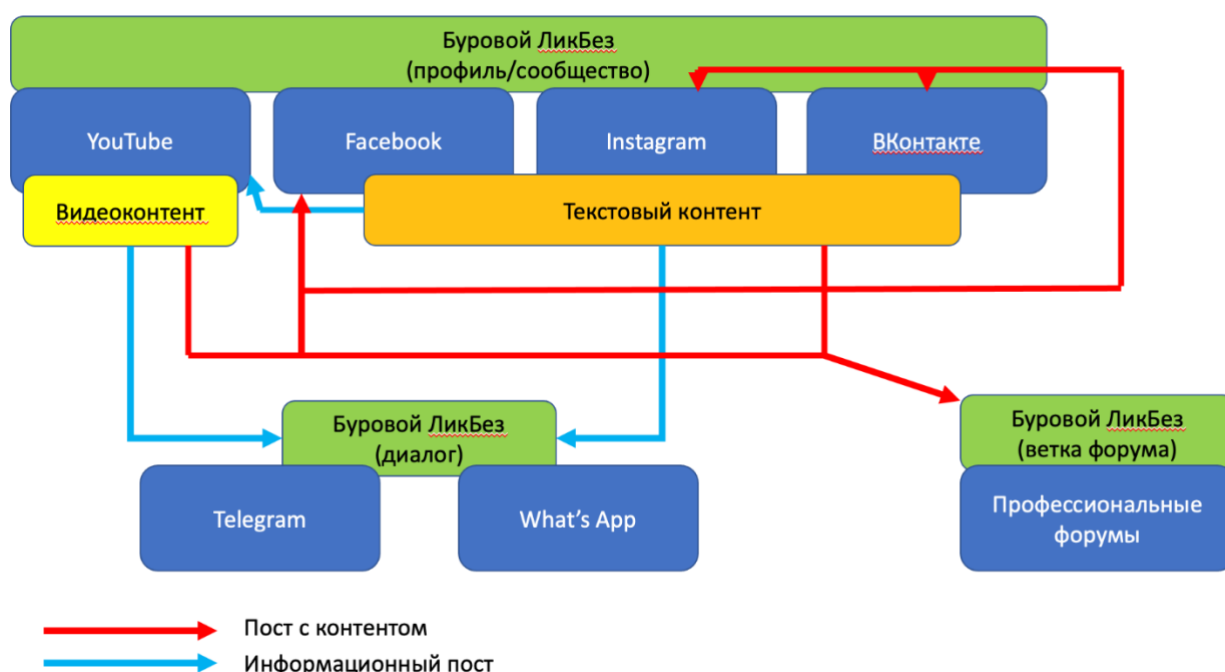 Буровой ЛикБез
(профиль/сообщество)
YouTube
Facebook
Instagram
ВКонтакте
Видеоконтент
Текстовый контент
Буровой ЛикБез
(диалог)
Буровой ЛикБез
(ветка форума)
Telegram
What’s App
Профессиональные
форумы
Пост с контентом
Информационный пост